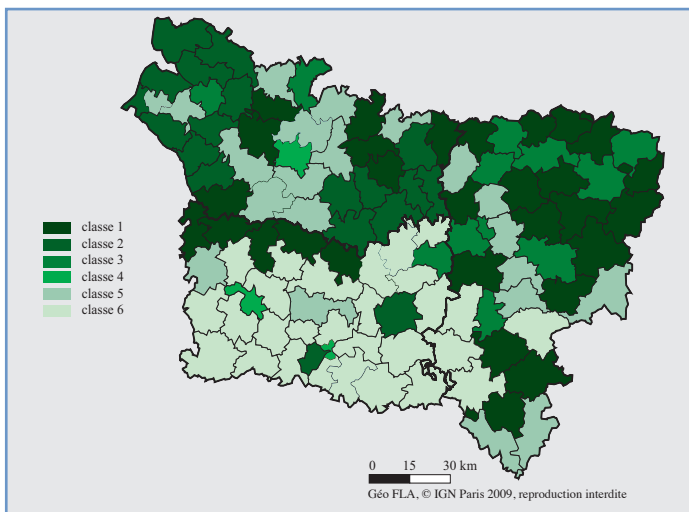 classe 1
classe 2
classe 3
classe 4
classe 5
classe 6
0 15 30 km
Géo FLA, © IGN Paris 2009, reproduction interdite